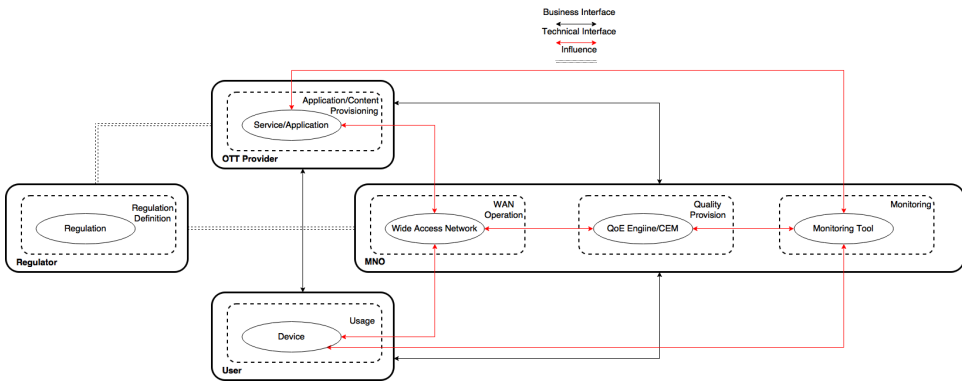 Business Interface
Technical Interface
Influence
Application/Content
Provisioning
Service/Application
OTT Provider
Regulation
Definition
Regulation
Regulator
WAN
Operation
Wide Access Network
Quality
Provision
QoE Engiine/CEM
Monitoring
Monitoring Tool
MNO
Usage
Device
User